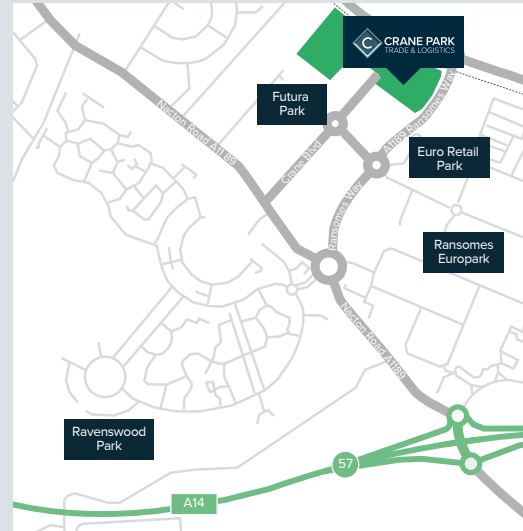 C
CRANE PARK
TRADE & LOGISTICS
Futura
Park
Nacton Road A1189
Crane Blvd
A1189 Ransomes Way
Euro Retail
Park
Ransomes Way
Ransomes
Europark
Nacton Road A1189
Ravenswood
Park
57
A14